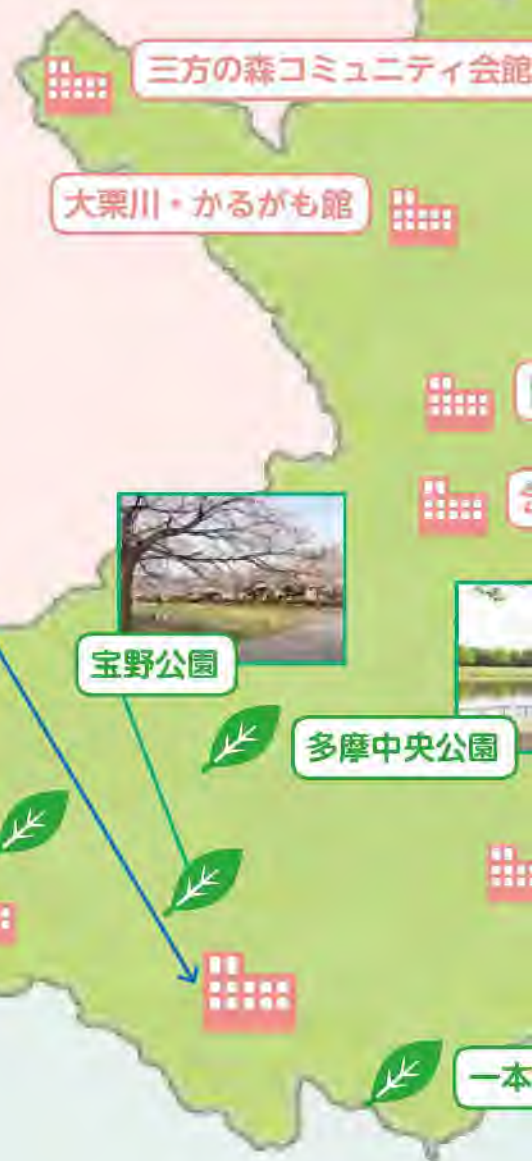 三方の森コミュニティ会館
大栗川・かるがも館
宝野公園
多摩中央公園
一本